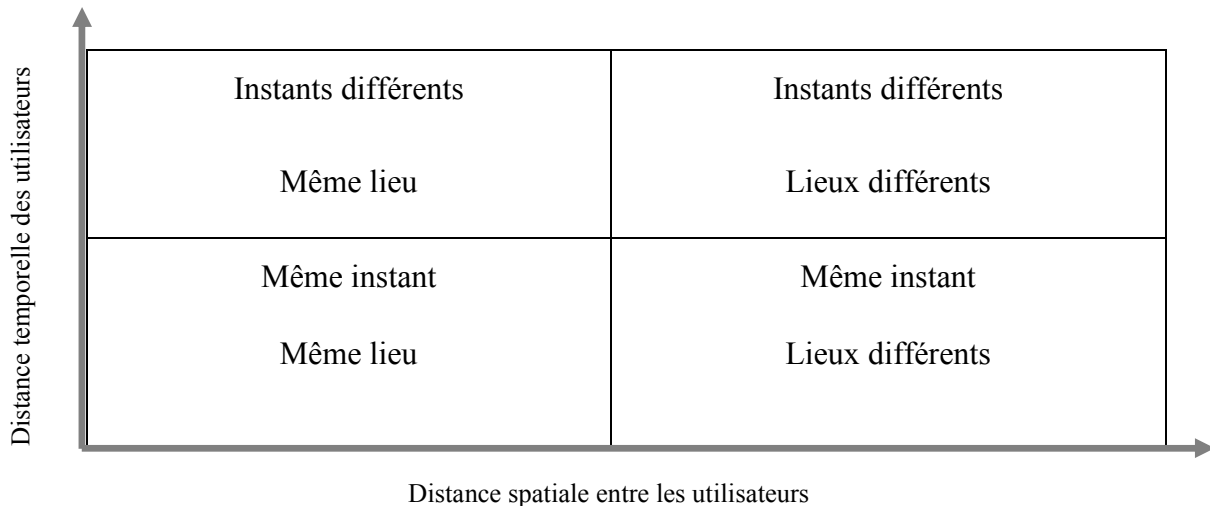 Distance temporelle des utilisateurs
Instants différents
Instants différents
Même lieu
Lieux différents
Même instant
Même instant
Même lieu
Lieux différents
Distance spatiale entre les utilisateurs